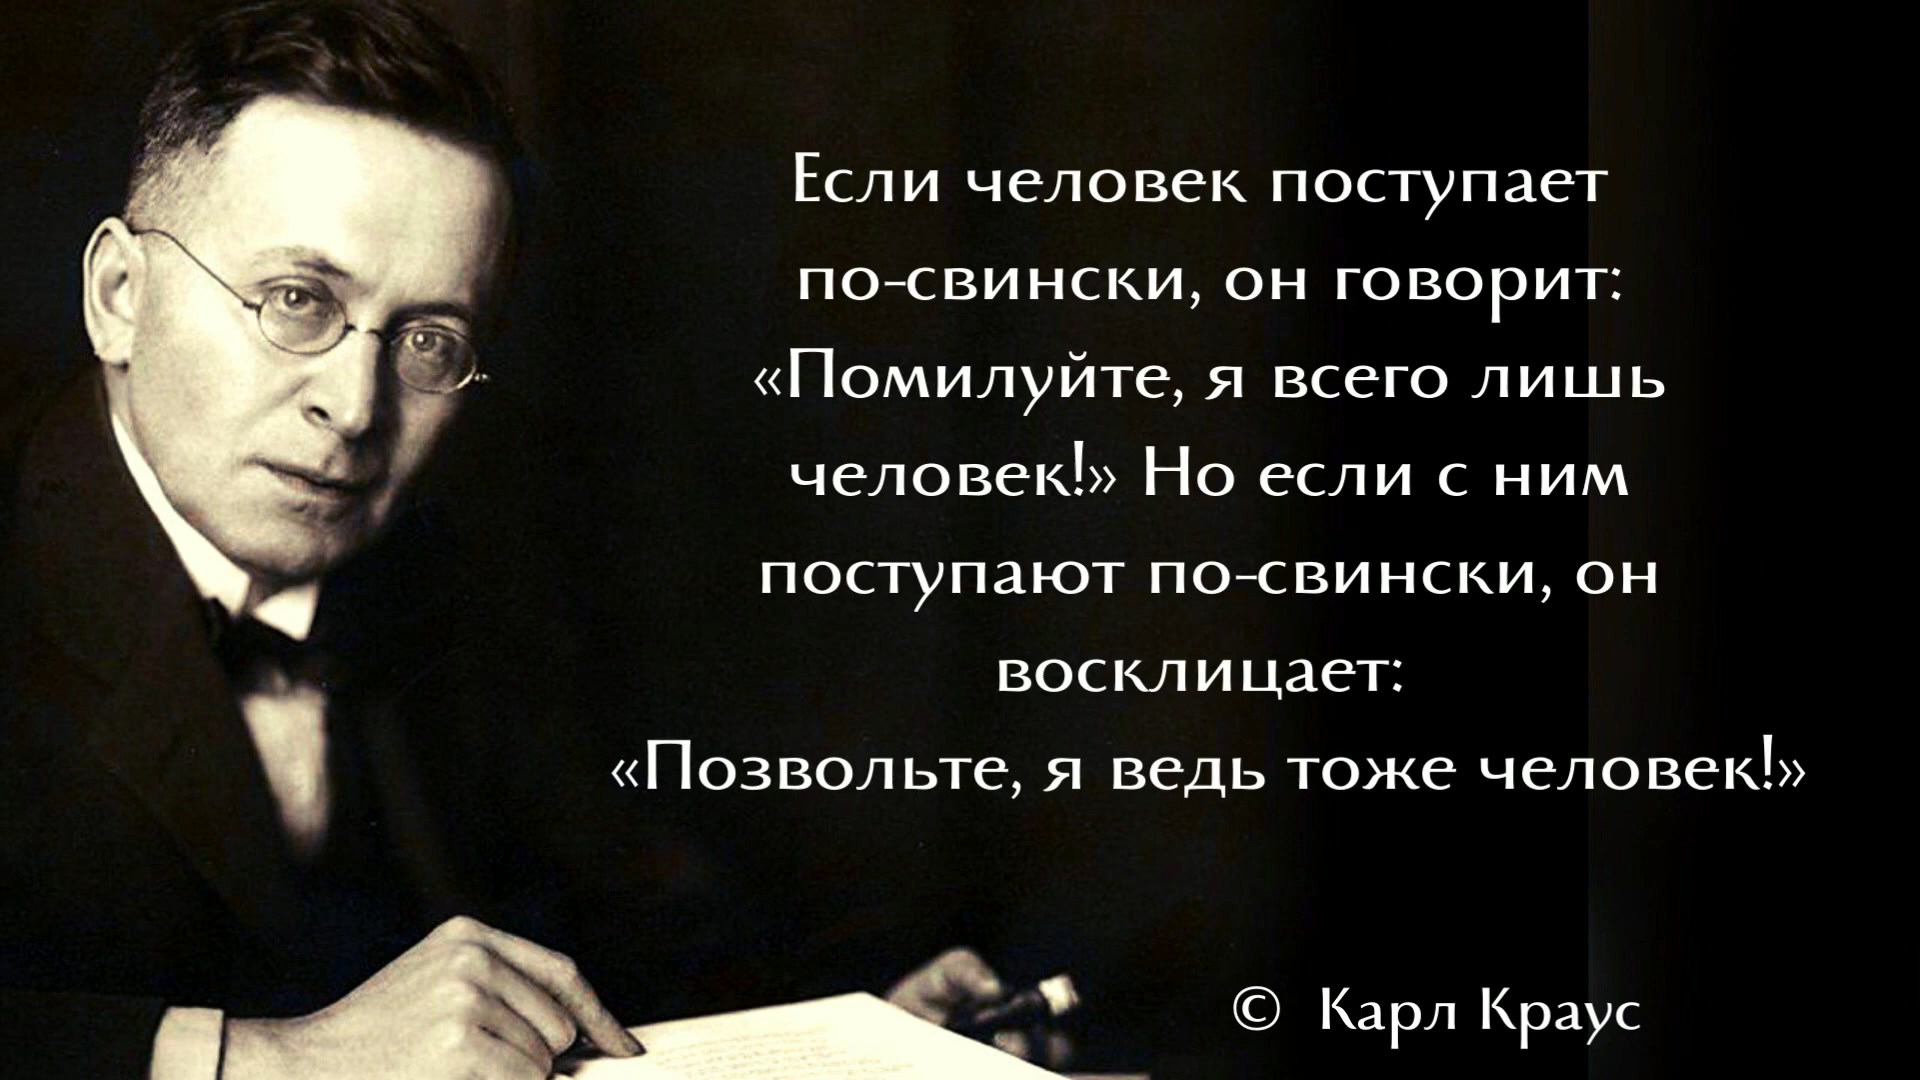 Если человек поступает
по-свински, он говорит:
«Помилуйте, я всего лишь
человек!» Но если с ним
поступают по-свински, он
восклицает:
«Позвольте, я ведь тоже человек!»
© Карл Краус